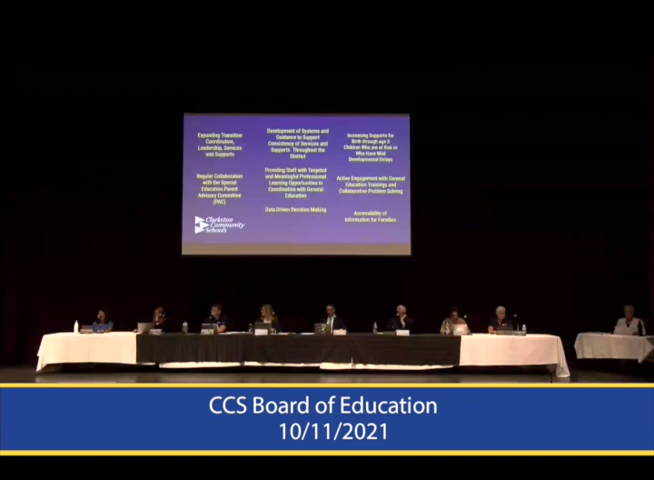 Expanding Transition
Coordination,
Leadership, Services
and Supports
Development of Systems and
Guidance to Support
Consistency of Services and
Supports Throughout the
District
Increasing Supports for
Birth through age 3
Children Who are at Risk or
Who Have Mild
Developmental Delays
Regular Collaboration
with the Special
Education Parent
Advisory Committee
(PAC)
Providing Staff with Targeted
and Meaningful Professional
Learning Opportunities in
Coordination with General
Education
Active Engagement with General
Education Trainings and
Collaborative Problem Solving
Data Driven Decision Making
Accessibility of
Information for Families
Clarkston
Community
Schools
CCS Board of Education
10/11/2021